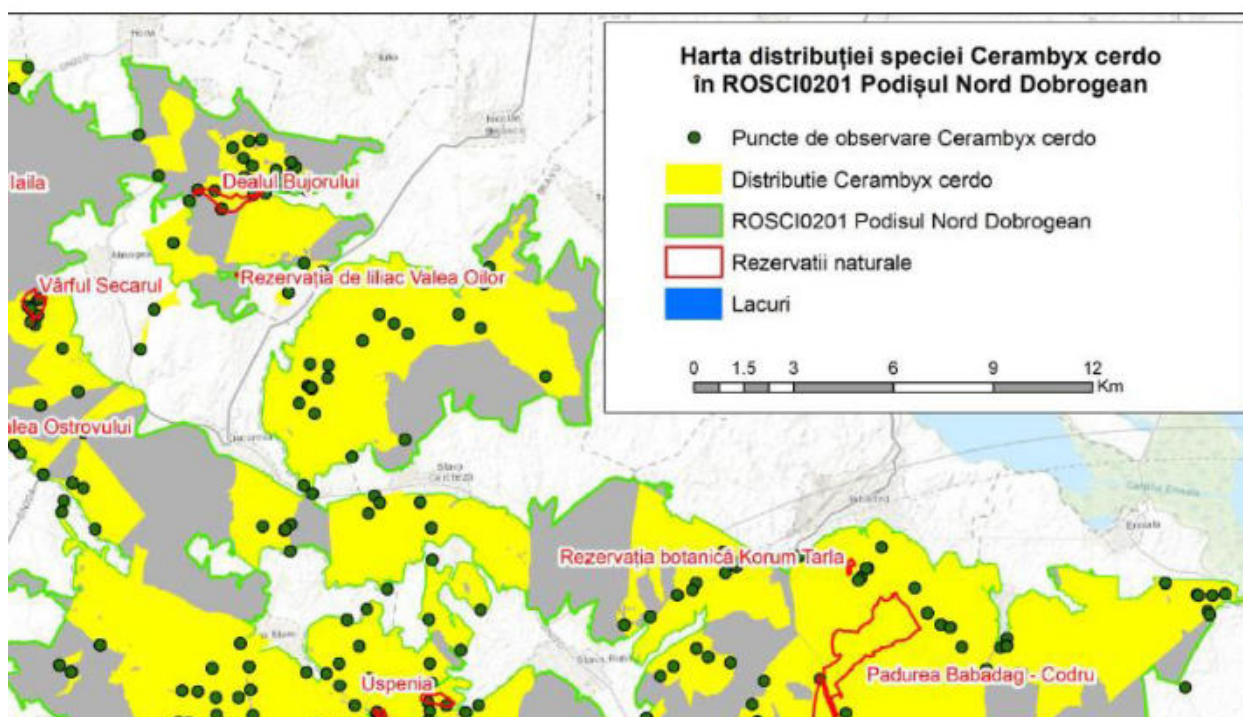 Harta distribuției speciei Cerambyx cerdo
în ROSCI0201 Podișul Nord Dobrogean
Puncte de observare Cerambyx cerdo
Distributie Cerambyx cerdo
ROSCI0201 Podisul Nord Dobrogean
Rezervatii naturale
Lacuri
0 1.5 3 6 9 12
Km
Dealul Bujorului
laila
*Rezervația de liliac Valea Oilor
Vârful Secarul
alea Ostrovului
Rezervația botanică Korum Tarla
Uspenia
Padurea Babadag - Codru